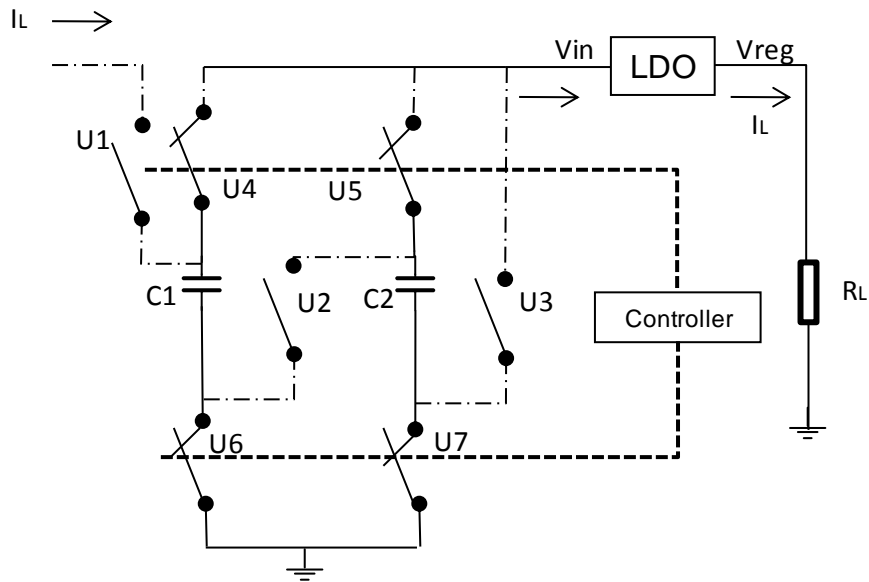 IL
Vin
LDO
Vreg
IL
U1
U4
U5
C1
U2
C2
U3
Controller
RL
U6
U7